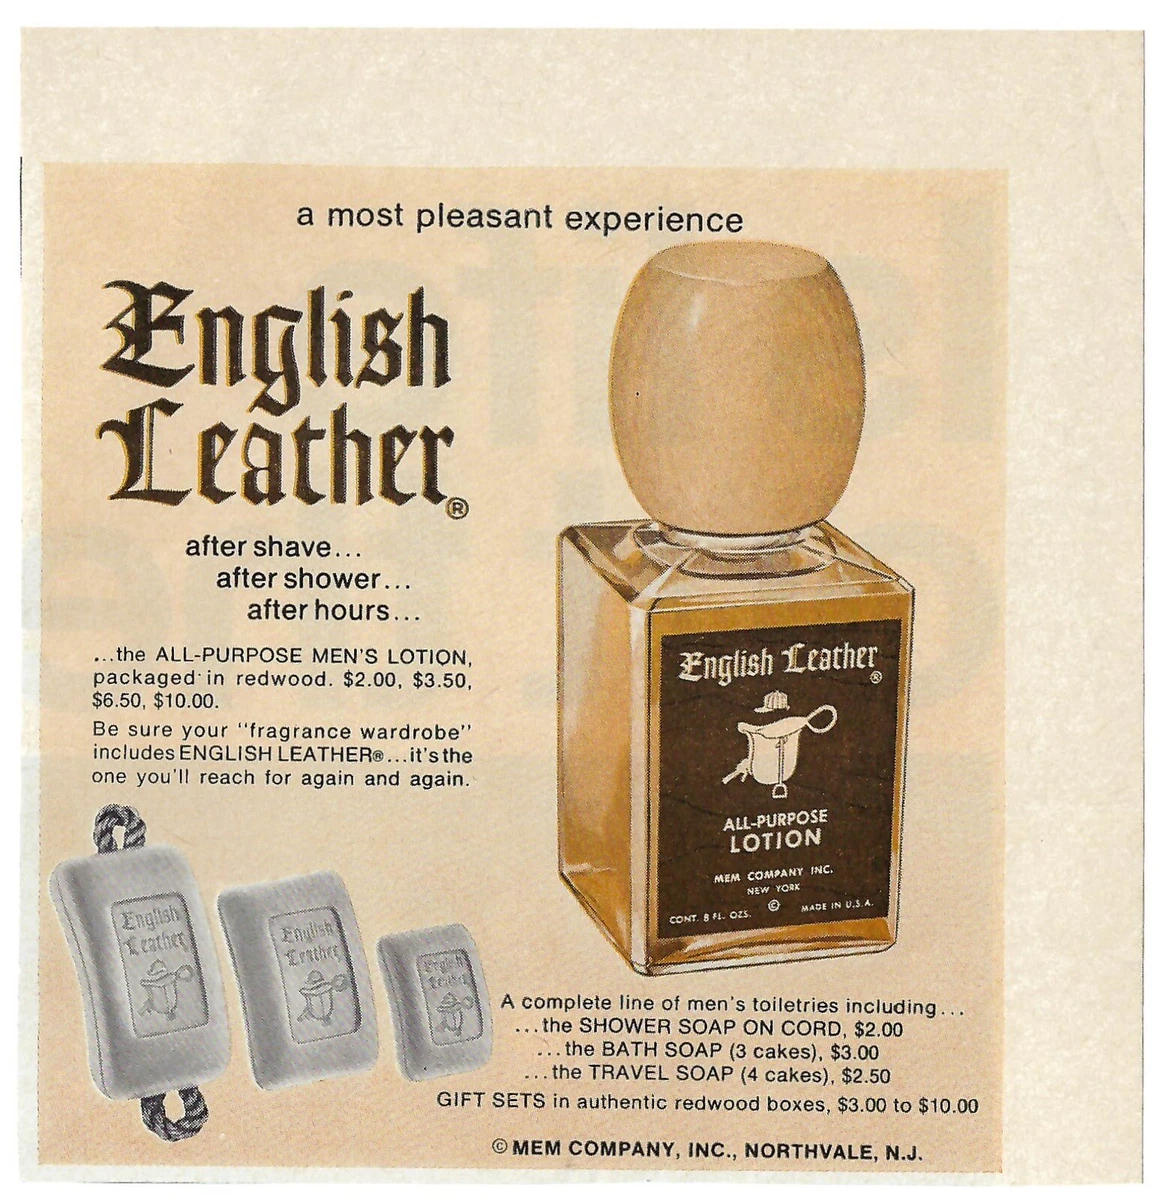 a most pleasant experience
English
Leather®
after shave...
after shower...
after hours...
...the ALL-PURPOSE MEN'S LOTION,
packaged in redwood. $2.00, $3.50,
$6.50, $10.00.
Be sure your "fragrance wardrobe"
includes ENGLISH LEATHER®...it's the
one you'll reach for again and again.
English Leather®
ALL-PURPOSE
LOTION
MEM COMPANY INC.
NEW YORK
CONT. 8 FL. OZS. © MADE IN U.S.A.
English
Leather
English
Leather
English
Leather
A complete line of men's toiletries including...
...the SHOWER SOAP ON CORD, $2.00
...the BATH SOAP (3 cakes), $3.00
...the TRAVEL SOAP (4 cakes), $2.50
GIFT SETS in authentic redwood boxes, $3.00 to $10.00
© MEM COMPANY, INC., NORTHVALE, N.J.